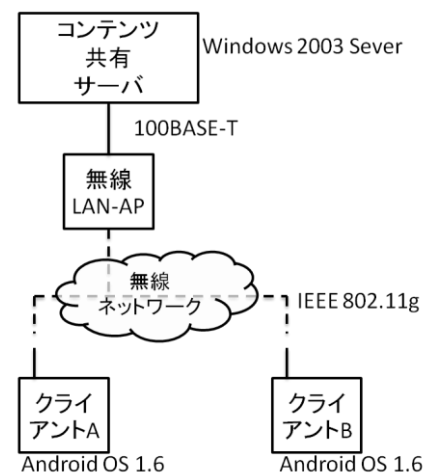 コンテンツ
共有
サーバ
Windows 2003 Sever
100BASE-T
無線
LAN-AP
無線
ネットワーク
IEEE 802.11g
クライ
アントA
Android OS 1.6
クライ
アントB
Android OS 1.6